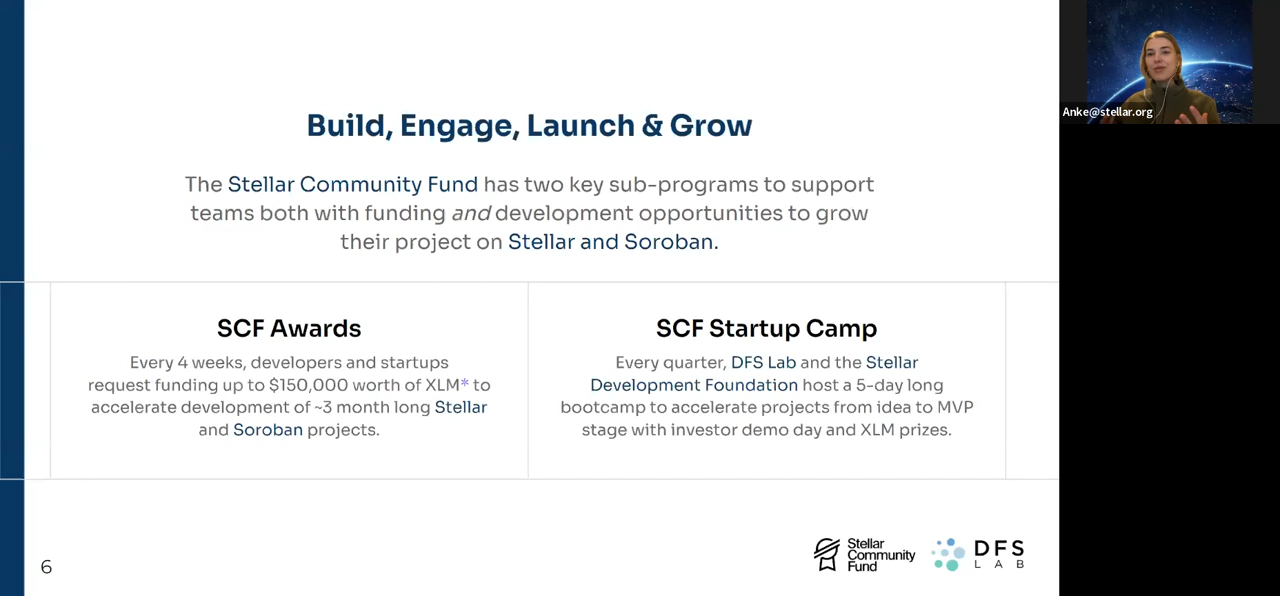 Build, Engage, Launch & Grow
The Stellar Community Fund has two key sub-programs to support
teams both with funding and development opportunities to grow
their project on Stellar and Soroban.
SCF Awards
Every 4 weeks, developers and startups
request funding up to $150,000 worth of XLM* to
accelerate development of ~3 month long Stellar
and Soroban projects.
SCF Startup Camp
Every quarter, DFS Lab and the Stellar
Development Foundation host a 5-day long
bootcamp to accelerate projects from idea to MVP
stage with investor demo day and XLM prizes.
6
Stellar
Community
Fund
DFS
LAB
Anke@stellar.org